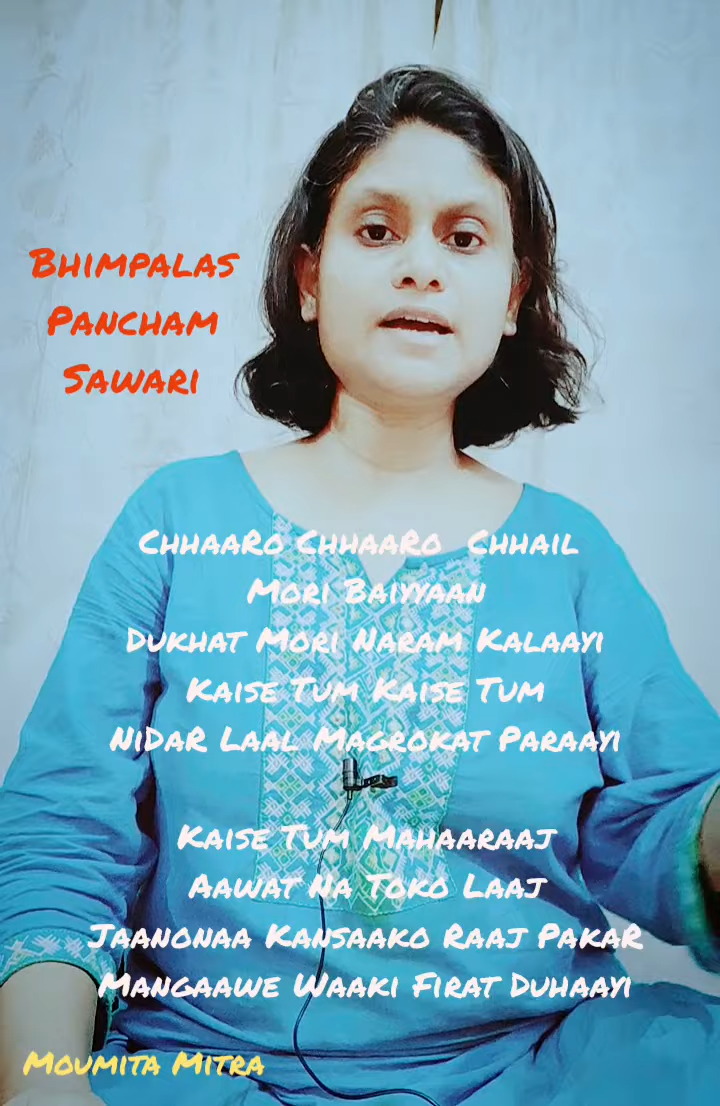 Bhimpalas
Pancham
Sawari
ChhaaRo ChhaaRo Chhail
Mori Baiyyaan
Dukhat Mori Naram Kalaayi
Kaise Tum Kaise Tum
NiDaR Laal Magrokat Paraayi
Kaise Tum Mahaaraaj
Aawat Na Toko Laaj
Jaanonaa Kansaako Raaj PakaR
Mangaawe Waaki Firat Duhaayi
Moumita Mitra